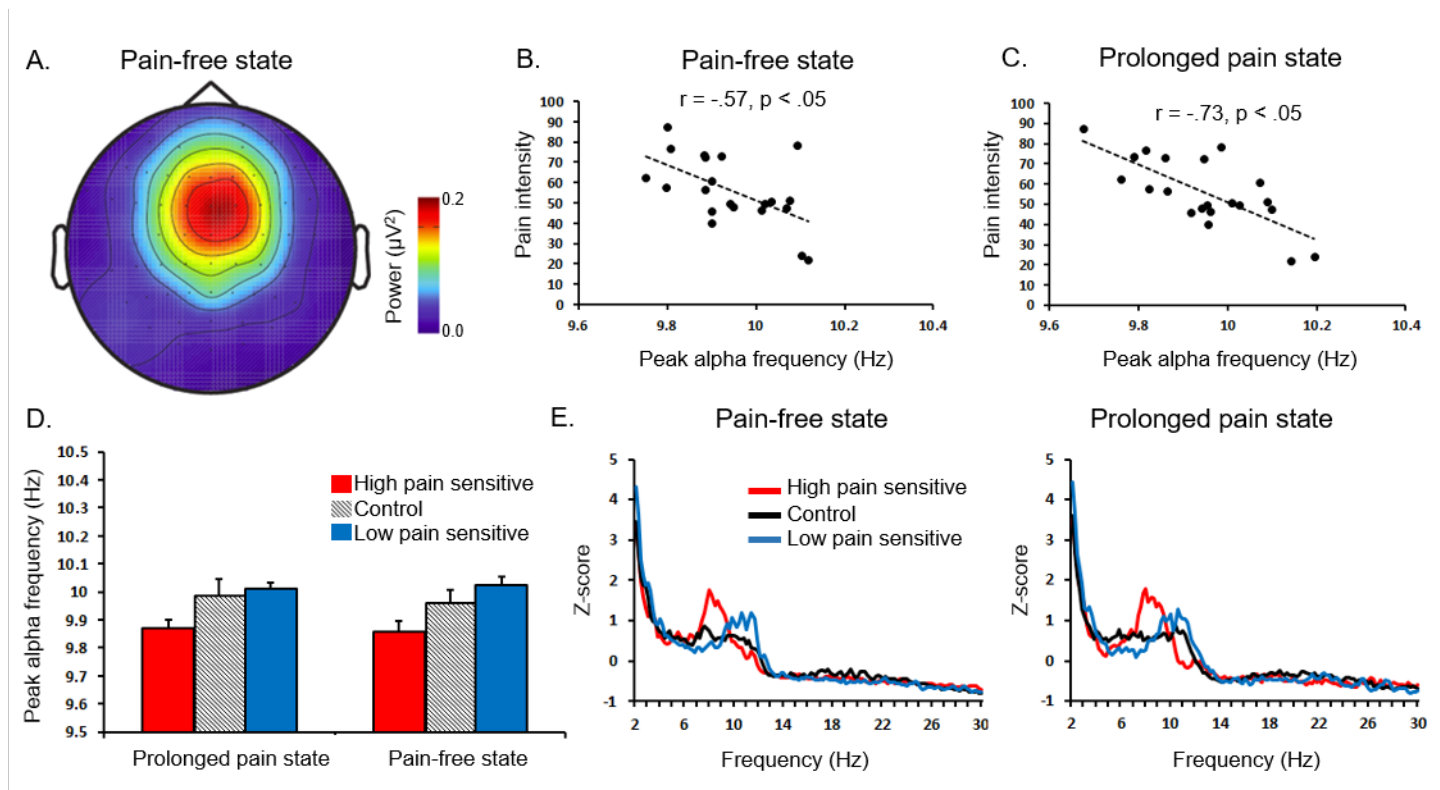 A.
Pain-free state
0.2
Power (µV²)
0.0
B.
Pain-free state
r = -.57, p < .05
Pain intensity
100
90
80
70
60
50
40
30
20
10
0
9.6
9.8
10
10.2
10.4
Peak alpha frequency (Hz)
C.
Prolonged pain state
r = -.73, p < .05
Pain intensity
100
90
80
70
60
50
40
30
20
10
0
9.6
9.8
10
10.2
10.4
Peak alpha frequency (Hz)
D.
Peak alpha frequency (Hz)
10.5
10.4
10.3
10.2
10.1
10
9.9
9.8
9.7
9.6
9.5
High pain sensitive
Control
Low pain sensitive
Prolonged pain state
Pain-free state
E.
Pain-free state
Z-score
5
4
3
2
1
0
-1
High pain sensitive
Control
Low pain sensitive
2
6
10
14
18
22
26
30
Frequency (Hz)
Prolonged pain state
Z-score
5
4
3
2
1
0
-1
2
6
10
14
18
22
26
30
Frequency (Hz)